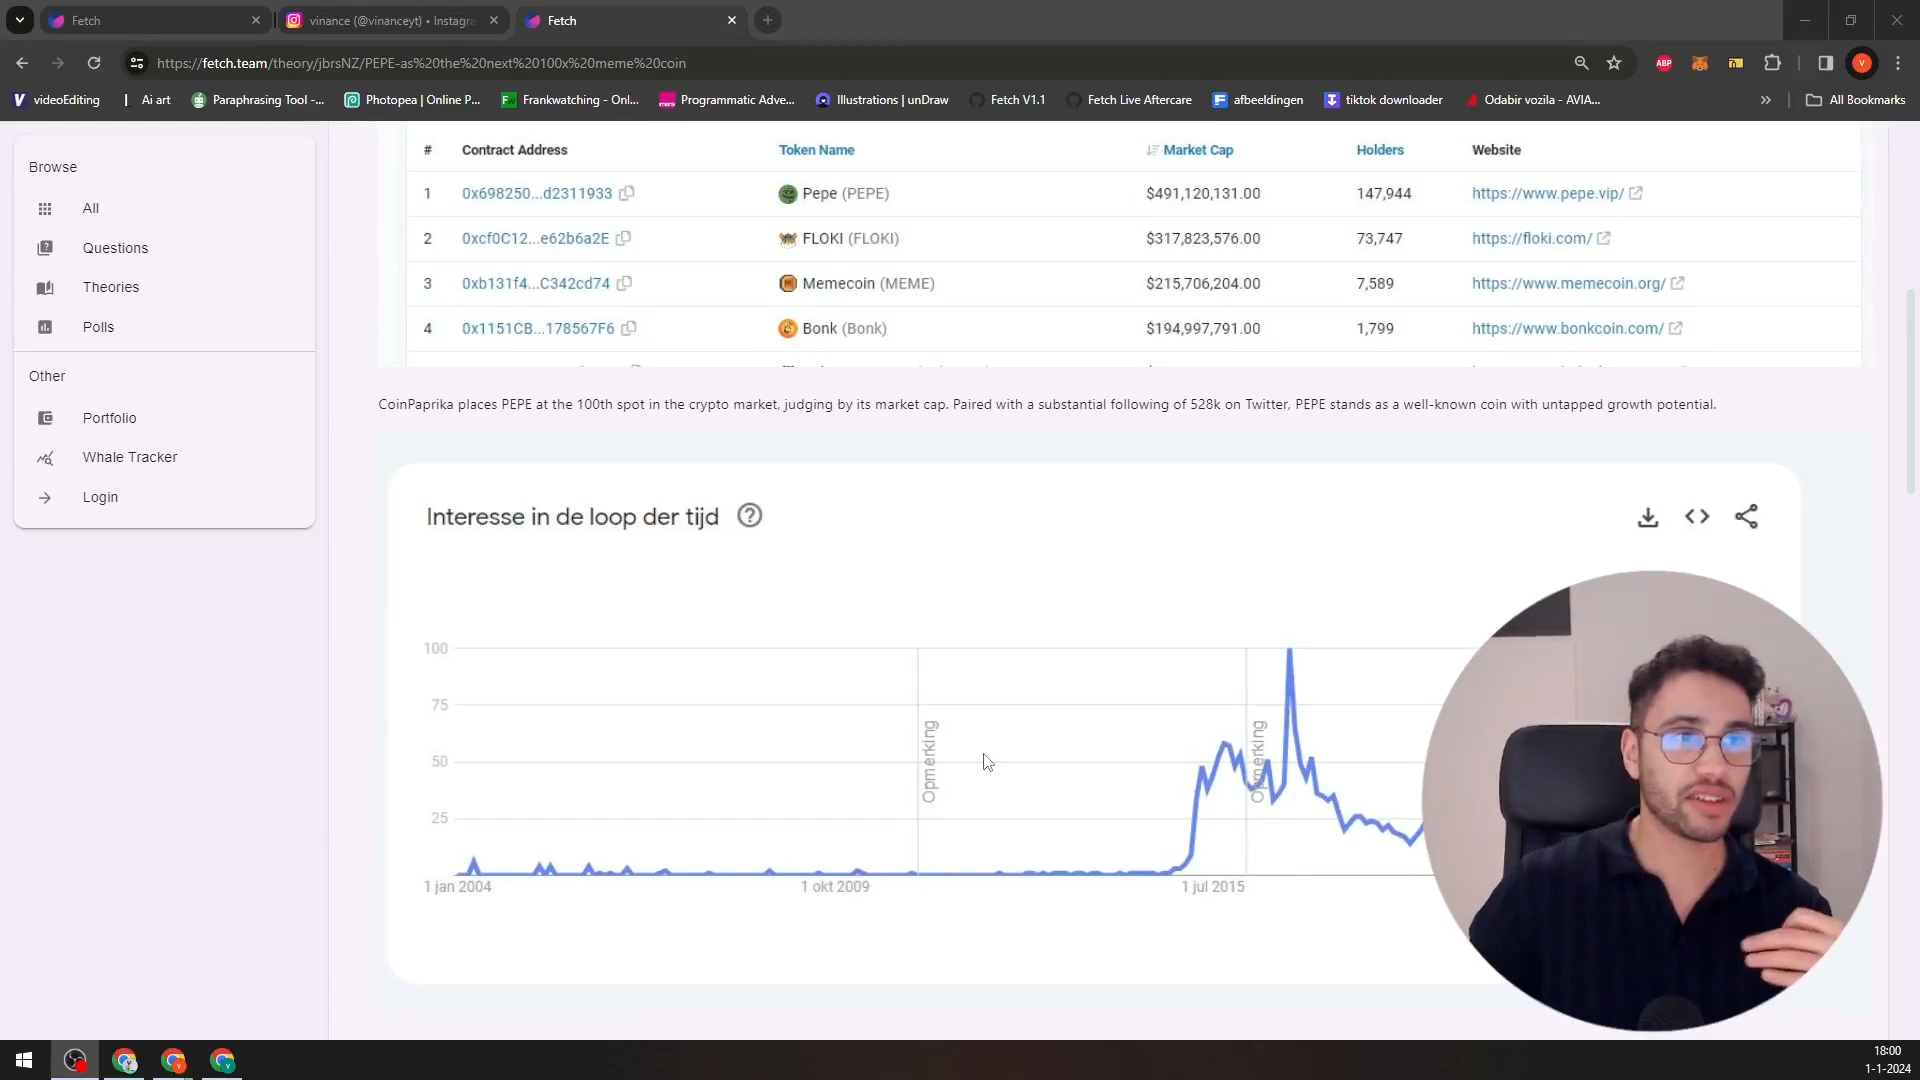 Fetch
vinance (@vinanceyt) • Instagra
Fetch
https://fetch.team/theory/jbrsNZ/PEPE-as%20the%20next%20100x%20meme%20coin
ABP
V
videoEditing
Ai art
Paraphrasing Tool -...
Photopea | Online P...
Frankwatching - Onl...
Programmatic Adve...
Illustrations | unDraw
Fetch V1.1
Fetch Live Aftercare
afbeeldingen
tiktok downloader
Odabir vozila - AVIA...
All Bookmarks
Browse
All
Questions
Theories
Polls
Other
Portfolio
Whale Tracker
Login
# Contract Address Token Name Market Cap Holders Website
1 0x698250...d2311933 Pepe (PEPE) $491,120,131.00 147,944 https://www.pepe.vip/
2 0xcf0C12...e62b6a2E FLOKI (FLOKI) $317,823,576.00 73,747 https://floki.com/
3 0xb131f4...C342cd74 Memecoin (MEME) $215,706,204.00 7,589 https://www.memecoin.org/
4 0x1151CB...178567F6 Bonk (Bonk) $194,997,791.00 1,799 https://www.bonkcoin.com/
CoinPaprika places PEPE at the 100th spot in the crypto market, judging by its market cap. Paired with a substantial following of 528k on Twitter, PEPE stands as a well-known coin with untapped growth potential.
Interesse in de loop der tijd
100
75
50
25
Opmerking
Opmerking
1 jan 2004
1 okt 2009
1 jul 2015
18:00
1-1-2024